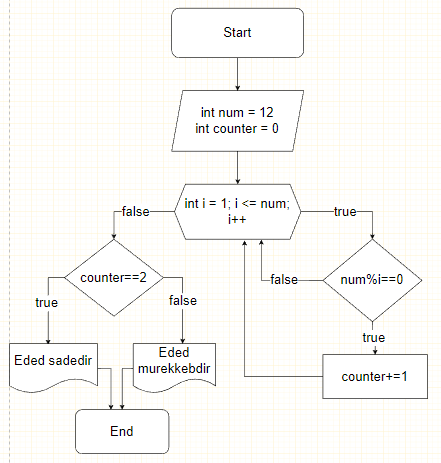 Start
int num = 12
int counter = 0
int i = 1; i <= num;
i++
false
true
counter==2
num%i==0
false
true
false
true
Eded sadedir
Eded
murekkebdir
counter+=1
End